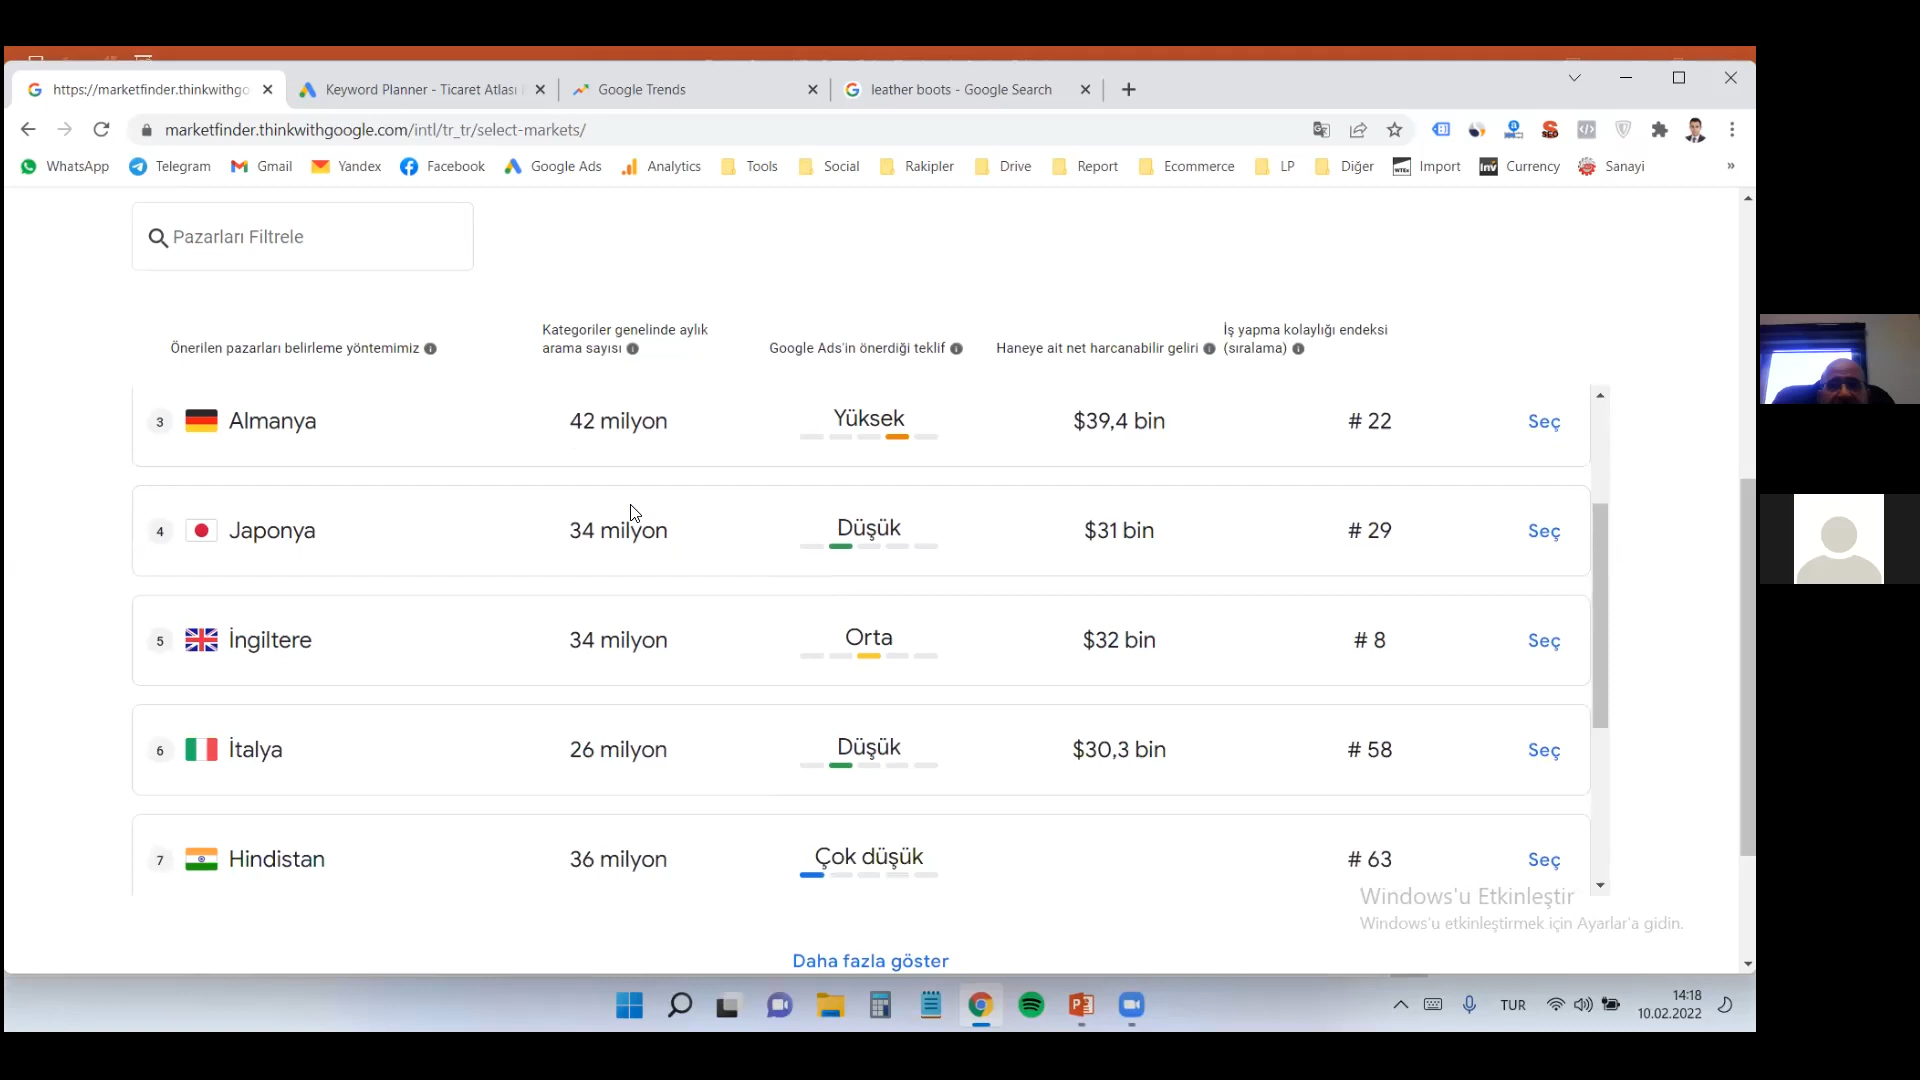 https://marketfinder.thinkwithgo
Keyword Planner - Ticaret Atlası
Google Trends
leather boots - Google Search
marketfinder.thinkwithgoogle.com/intl/tr_tr/select-markets/
WhatsApp
Telegram
Gmail
Yandex
Facebook
Google Ads
Analytics
Tools
Social
Rakipler
Drive
Report
Ecommerce
LP
Diğer
Import
Currency
Sanayi
Pazarları Filtrele
Önerilen pazarları belirleme yöntemimiz
Kategoriler genelinde aylık
arama sayısı
Google Ads'in önerdiği teklif
Haneye ait net harcanabilir geliri
İş yapma kolaylığı endeksi
(sıralama)
3 Almanya 42 milyon Yüksek $39,4 bin # 22 Seç
4 Japonya 34 milyon Düşük $31 bin # 29 Seç
5 İngiltere 34 milyon Orta $32 bin # 8 Seç
6 İtalya 26 milyon Düşük $30,3 bin # 58 Seç
7 Hindistan 36 milyon Çok düşük # 63 Seç
Windows'u Etkinleştir
Windows'u etkinleştirmek için Ayarlar'a gidin.
Daha fazla göster
TUR
14:18
10.02.2022